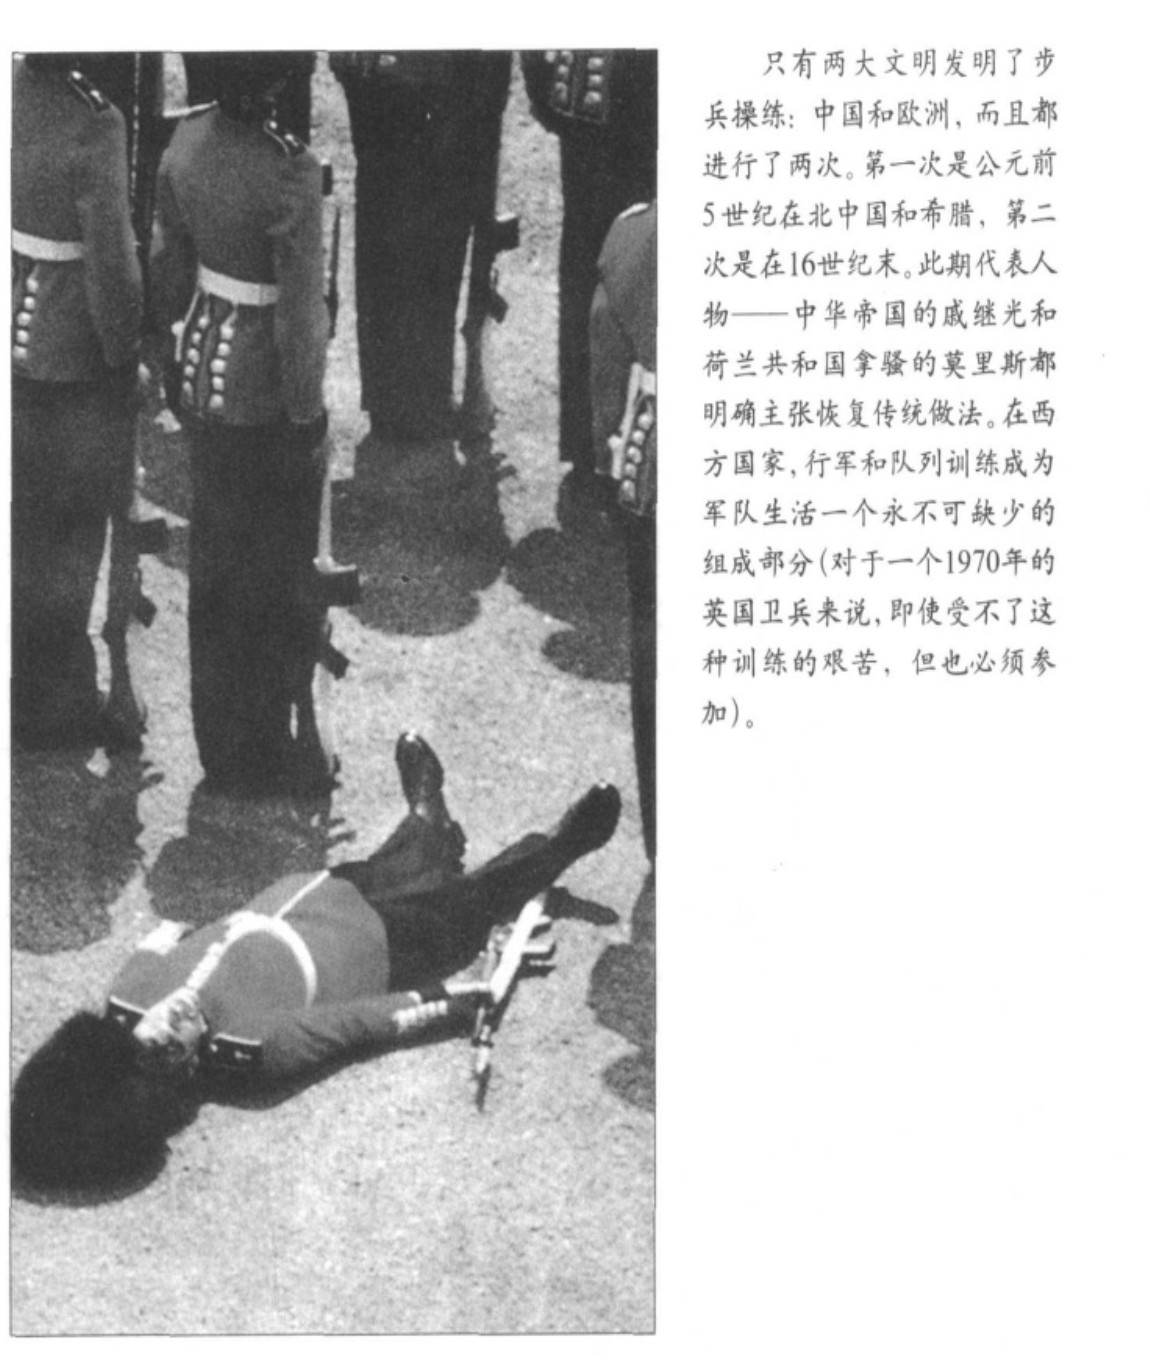 只有两大文明发明了步
兵操练：中国和欧洲，而且都
进行了两次。第一次是公元前
5世纪在北中国和希腊，第二
次是在16世纪末。此期代表人
物——中华帝国的戚继光和
荷兰共和国拿骚的莫里斯都
明确主张恢复传统做法。在西
方国家，行军和队列训练成为
军队生活一个永不可缺少的
组成部分（对于一个1970年的
英国卫兵来说，即使受不了这
种训练的艰苦，但也必须参
加）。